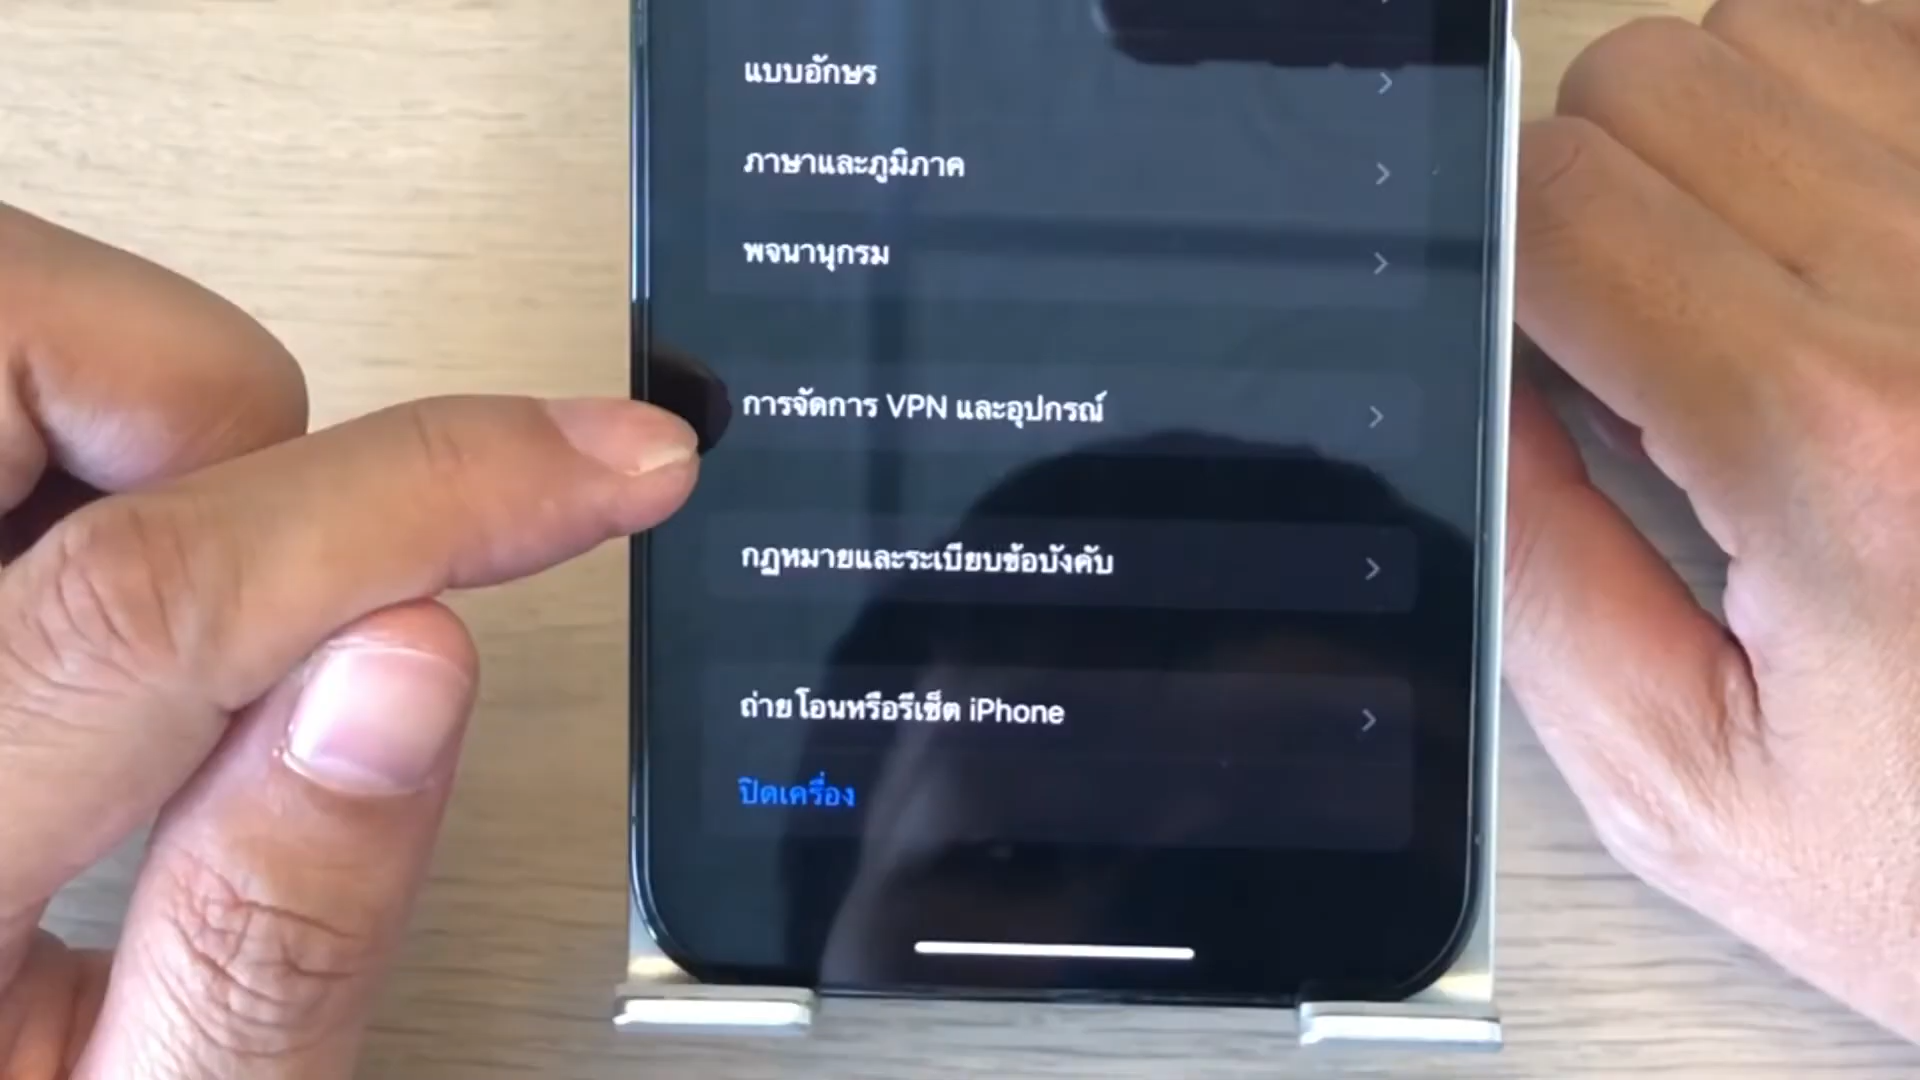 แบบอักษร
ภาษาและภูมิภาค
พจนานุกรม
การจัดการ VPN และอุปกรณ์
กฎหมายและระเบียบข้อบังคับ
ถ่ายโอนหรือรีเซ็ต iPhone
ปิดเครื่อง